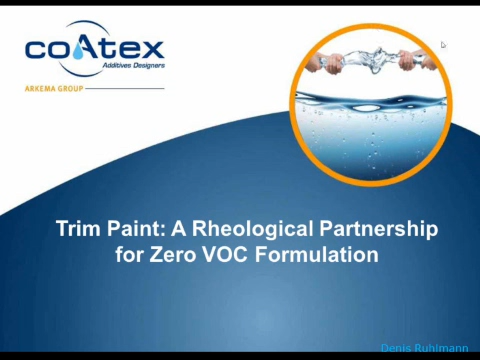 coAtex
Additives Designers
ARKEMA GROUP
Trim Paint: A Rheological Partnership
for Zero VOC Formulation
Denis Ruhlmann